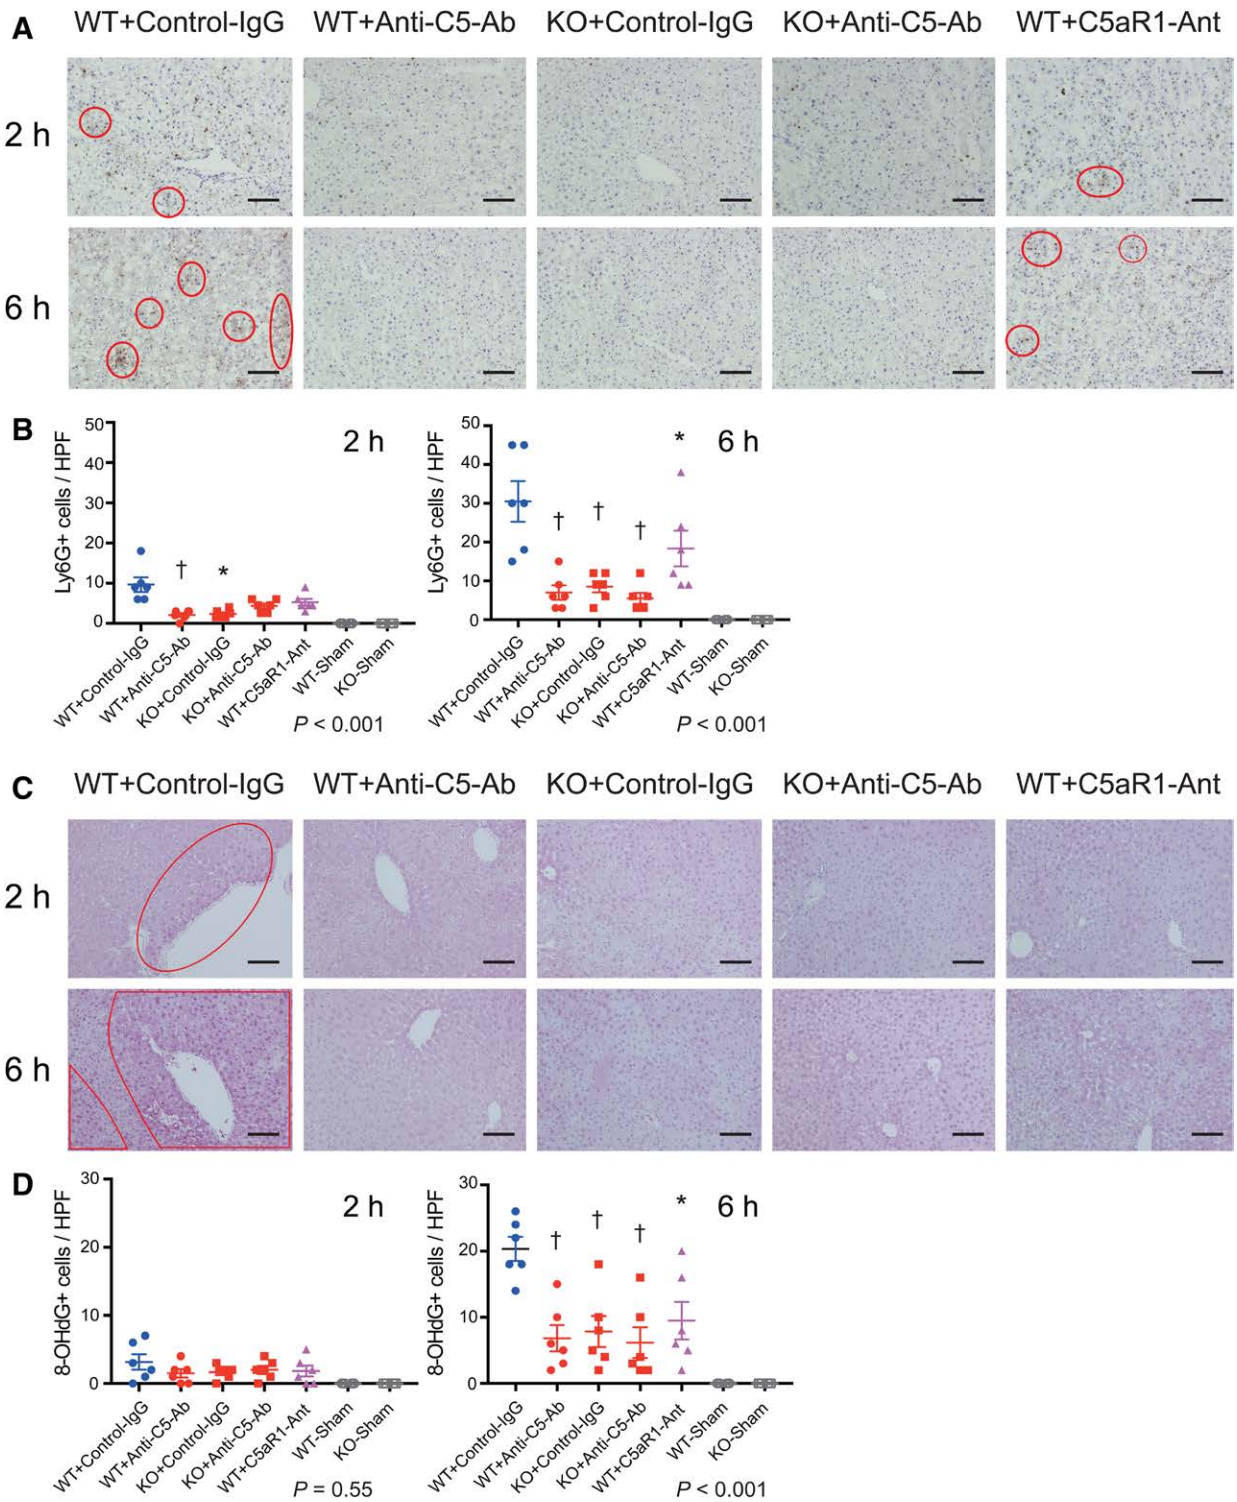 A
WT+Control-IgG WT+Anti-C5-Ab KO+Control-IgG KO+Anti-C5-Ab WT+C5aR1-Ant
2 h
6 h
B
Ly6G+ cells / HPF
50
40
30
20
10
0
2 h
†
*
WT+Control-IgG
WT+Anti-C5-Ab
KO+Control-IgG
KO+Anti-C5-Ab
WT+C5aR1-Ant
WT-Sham
KO-Sham
P < 0.001
Ly6G+ cells / HPF
50
40
30
20
10
0
6 h
†
†
†
*
WT+Control-IgG
WT+Anti-C5-Ab
KO+Control-IgG
KO+Anti-C5-Ab
WT+C5aR1-Ant
WT-Sham
KO-Sham
P < 0.001
C
WT+Control-IgG WT+Anti-C5-Ab KO+Control-IgG KO+Anti-C5-Ab WT+C5aR1-Ant
2 h
6 h
D
8-OHdG+ cells / HPF
30
20
10
0
2 h
WT+Control-IgG
WT+Anti-C5-Ab
KO+Control-IgG
KO+Anti-C5-Ab
WT+C5aR1-Ant
WT-Sham
KO-Sham
P = 0.55
8-OHdG+ cells / HPF
30
20
10
0
6 h
†
†
†
*
WT+Control-IgG
WT+Anti-C5-Ab
KO+Control-IgG
KO+Anti-C5-Ab
WT+C5aR1-Ant
WT-Sham
KO-Sham
P < 0.001